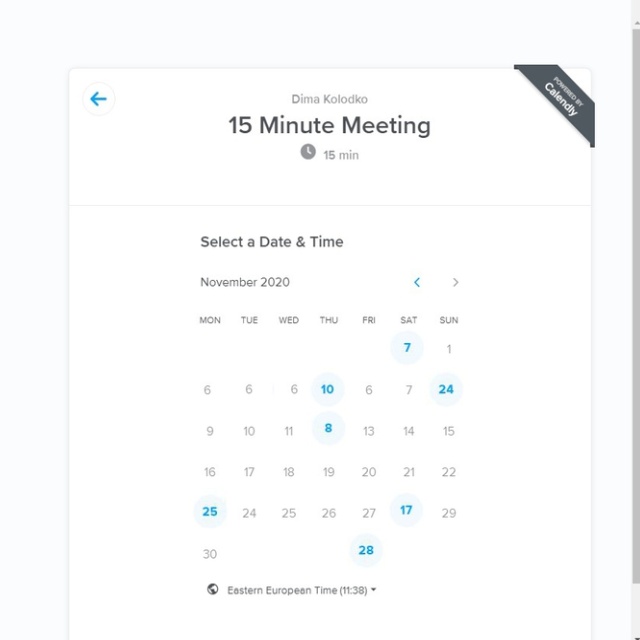 POWERED BY
Calendly
Dima Kolodko
15 Minute Meeting
15 min
Select a Date & Time
November 2020
MON TUE WED THU FRI SAT SUN
7 1
6 6 6 10 6 7 24
9 10 11 8 13 14 15
16 17 18 19 20 21 22
25 24 25 26 27 17 29
30 28
Eastern European Time (11:38)